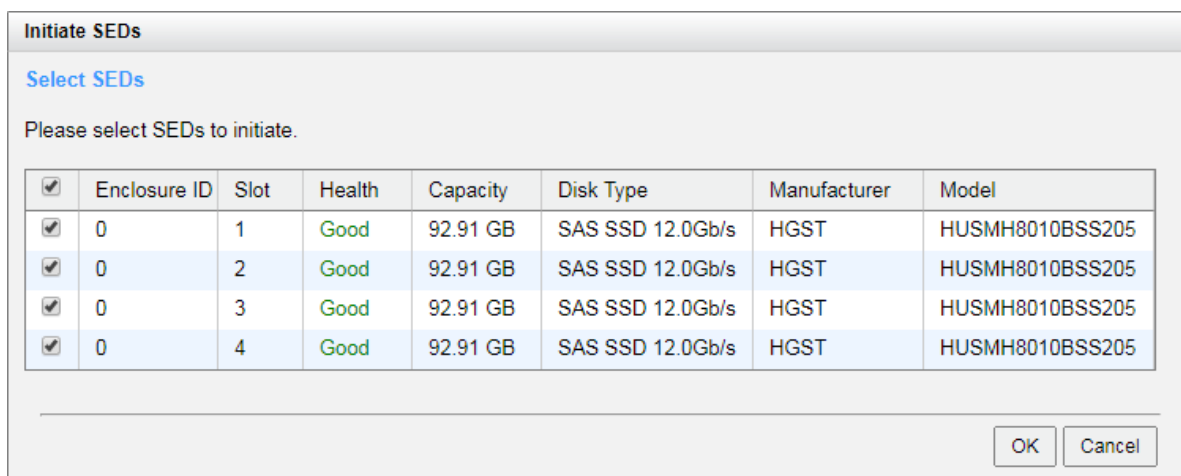 Initiate SEDs
Select SEDs
Please select SEDs to initiate.
Enclosure ID Slot Health Capacity Disk Type Manufacturer Model
0 1 Good 92.91 GB SAS SSD 12.0Gb/s HGST HUSMH8010BSS205
0 2 Good 92.91 GB SAS SSD 12.0Gb/s HGST HUSMH8010BSS205
0 3 Good 92.91 GB SAS SSD 12.0Gb/s HGST HUSMH8010BSS205
0 4 Good 92.91 GB SAS SSD 12.0Gb/s HGST HUSMH8010BSS205
OK Cancel